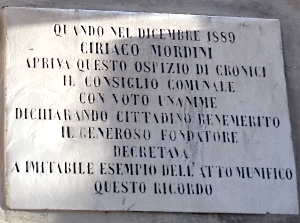 QUANDO NEL DICEMBRE 1889
CIRIACO MORDINI
APRIVA QUESTO OSPIZIO DI CRONICI
IL CONSIGLIO COMUNALE
CON VOTO UNANIME
DICHIARANDO CITTADINO BENEMERITO
IL GENEROSO FONDATORE
DECRETAVA
A IMITABILE ESEMPIO DELL'ATTO MUNIFICO
QUESTO RICORDO